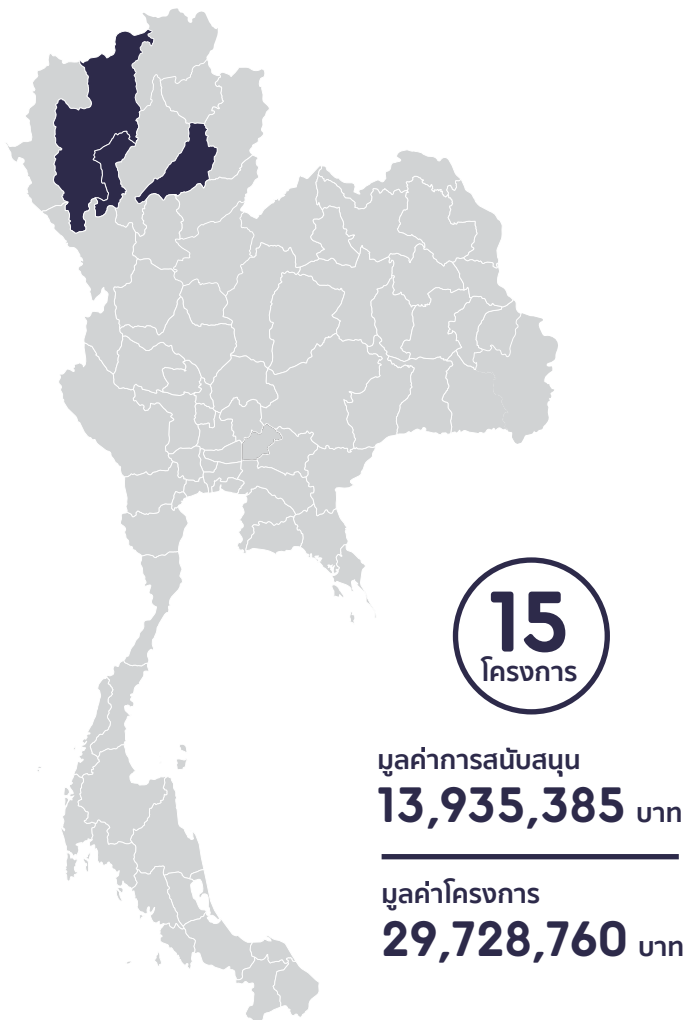 15
โครงการ
มูลค่าการสนับสนุน
13,935,385 บาท
มูลค่าโครงการ
29,728,760 บาท